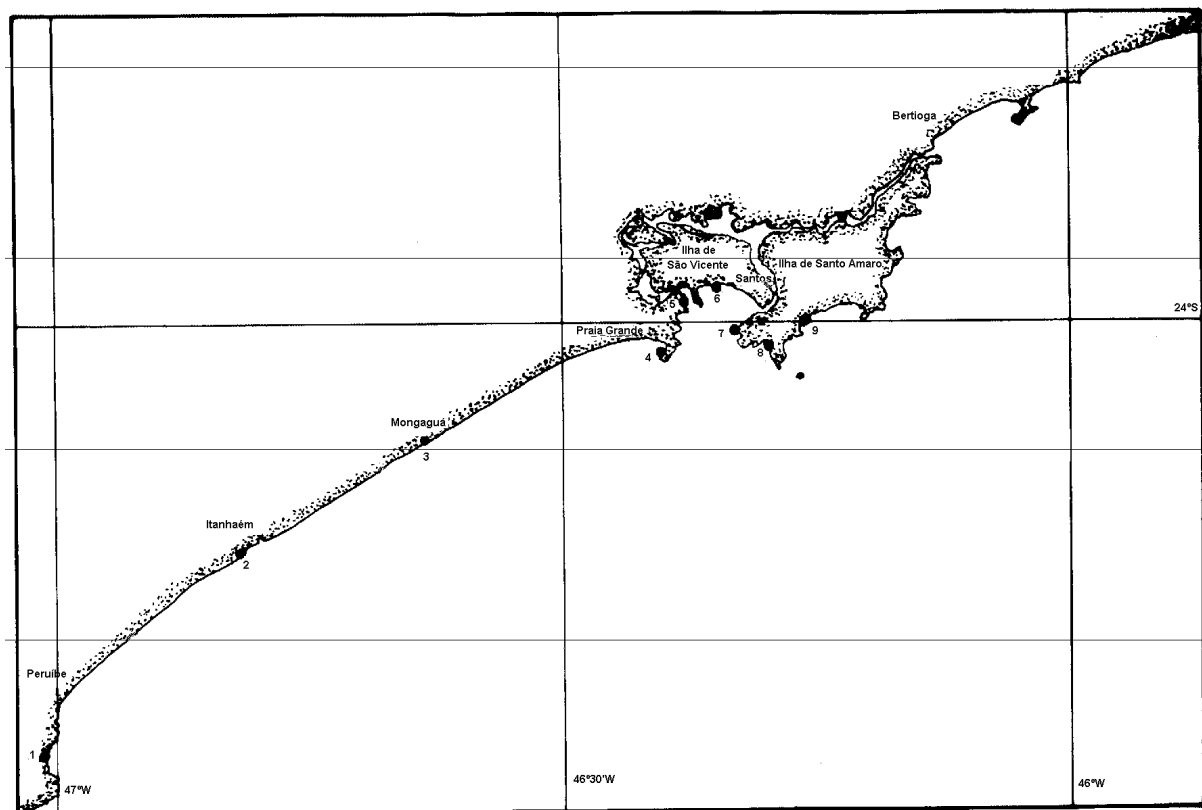 Bertioga
Ilha de
São Vicente
Ilha de Santo Amaro
Santos
5
6
24°S
Praia Grande
7
9
4
8
Mongaguá
3
Itanhaém
2
Peruíbe
1
47°W
46°30'W
46°W